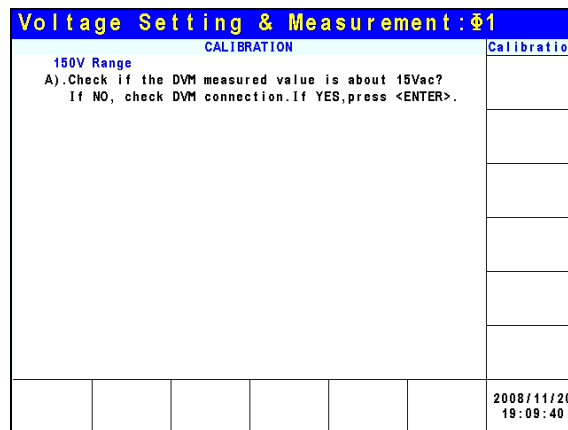 Voltage Setting & Measurement:Φ1
CALIBRATION
Calibratio
150V Range
A).Check if the DVM measured value is about 15Vac?
If NO, check DVM connection.If YES,press <ENTER>.
2008/11/20
19:09:40